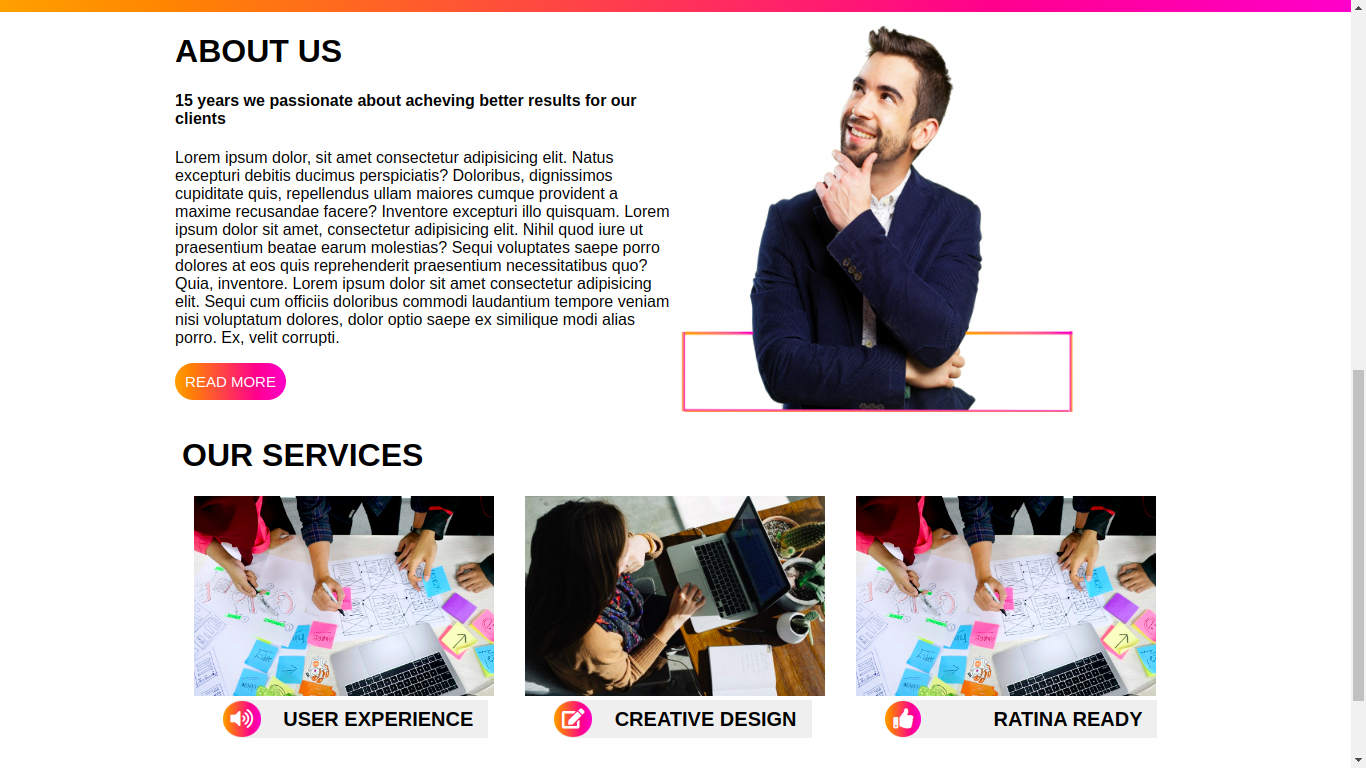 ABOUT US
15 years we passionate about acheving better results for our
clients
Lorem ipsum dolor, sit amet consectetur adipisicing elit. Natus
excepturi debitis ducimus perspiciatis? Doloribus, dignissimos
cupiditate quis, repellendus ullam maiores cumque provident a
maxime recusandae facere? Inventore excepturi illo quisquam. Lorem
ipsum dolor sit amet, consectetur adipisicing elit. Nihil quod iure ut
praesentium beatae earum molestias? Sequi voluptates saepe porro
dolores at eos quis reprehenderit praesentium necessitatibus quo?
Quia, inventore. Lorem ipsum dolor sit amet consectetur adipisicing
elit. Sequi cum officiis doloribus commodi laudantium tempore veniam
nisi voluptatum dolores, dolor optio saepe ex similique modi alias
porro. Ex, velit corrupti.
READ MORE
OUR SERVICES
USER EXPERIENCE
CREATIVE DESIGN
RATINA READY